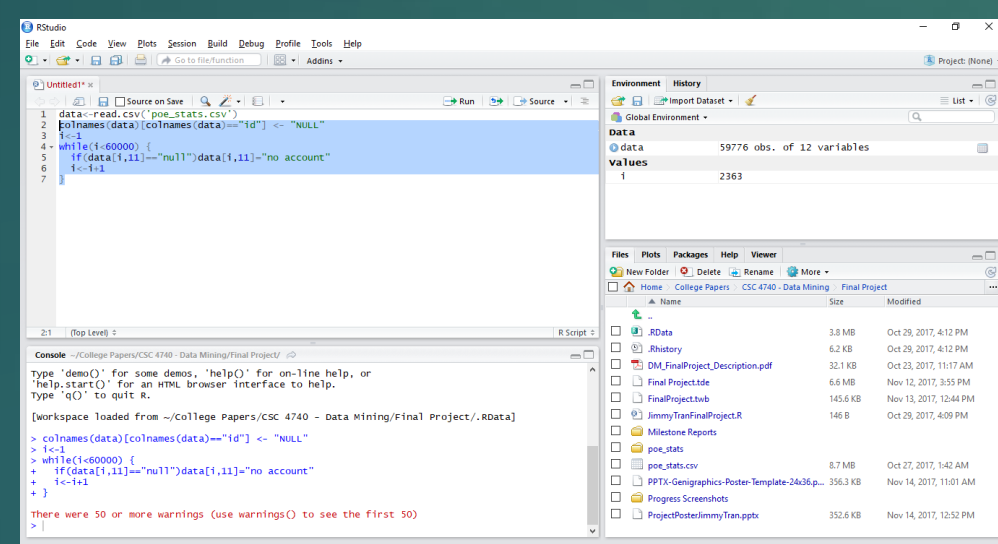 RStudio
File Edit Code View Plots Session Build Debug Profile Tools Help
Go to file/function Addins Project: (None)
Untitled1*
Source on Save Run Source
1 data<-read.csv('poe_stats.csv')
2 colnames(data)[colnames(data)=="id"] <- "NULL"
3 i<-1
4 while(i<60000) {
5 if(data[i,11]=="null")data[i,11]="no account"
6 i<-i+1
7 }
2:1 (Top Level) R Script
Console ~/College Papers/CSC 4740 - Data Mining/Final Project/
Type 'demo()' for some demos, 'help()' for on-line help, or
'help.start()' for an HTML browser interface to help.
Type 'q()' to quit R.
[Workspace loaded from ~/College Papers/CSC 4740 - Data Mining/Final Project/.RData]
> colnames(data)[colnames(data)=="id"] <- "NULL"
> i<-1
> while(i<60000) {
+ if(data[i,11]=="null")data[i,11]="no account"
+ i<-i+1
+ }
There were 50 or more warnings (use warnings() to see the first 50)
>
Environment History
Import Dataset List
Global Environment
Data
data 59776 obs. of 12 variables
Values
i 2363
Files Plots Packages Help Viewer
New Folder Delete Rename More
Home College Papers CSC 4740 - Data Mining Final Project ...
Name Size Modified
..
.RData 3.8 MB Oct 29, 2017, 4:12 PM
.Rhistory 6.2 KB Oct 29, 2017, 4:12 PM
DM_FinalProject_Description.pdf 32.1 KB Oct 23, 2017, 11:17 AM
Final Project.tde 6.6 MB Nov 12, 2017, 3:55 PM
FinalProject.twb 145.6 KB Nov 13, 2017, 12:44 PM
JimmyTranFinalProject.R 146 B Oct 29, 2017, 4:09 PM
Milestone Reports
poe_stats
poe_stats.csv 8.7 MB Oct 27, 2017, 1:42 AM
PPTX-Genigraphics-Poster-Template-24x36.p... 356.3 KB Nov 14, 2017, 11:01 AM
Progress Screenshots
ProjectPosterJimmyTran.pptx 352.6 KB Nov 14, 2017, 12:52 PM